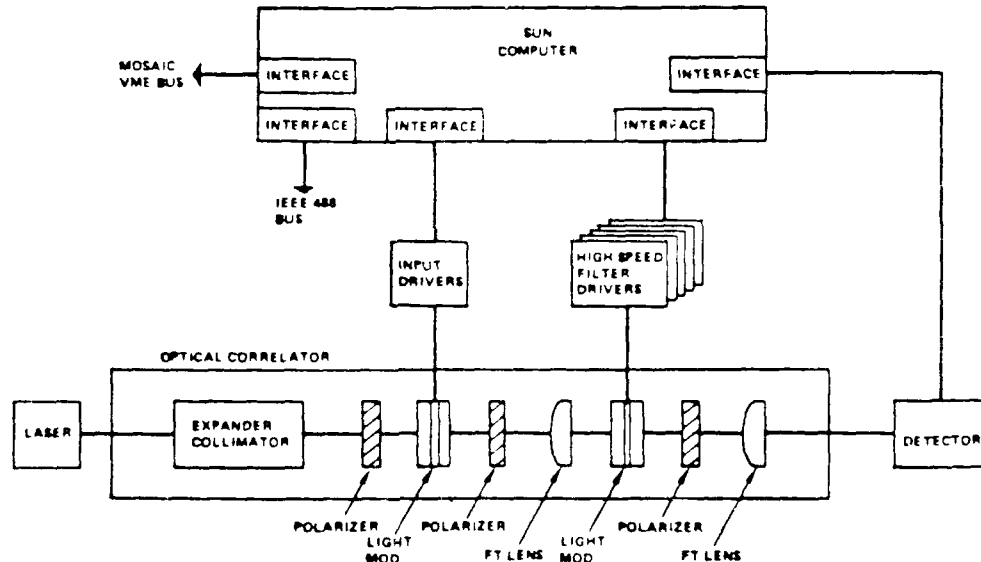 SUN
COMPUTER
MOSAIC
VME BUS
INTERFACE
INTERFACE
INTERFACE
INTERFACE
INTERFACE
IEEE 488
BUS
INPUT
DRIVERS
HIGH SPEED
FILTER
DRIVERS
OPTICAL CORRELATOR
LASER
EXPANDER
COLLIMATOR
DETECTOR
POLARIZER
LIGHT
MOD
POLARIZER
FT LENS
LIGHT
MOD
POLARIZER
FT LENS